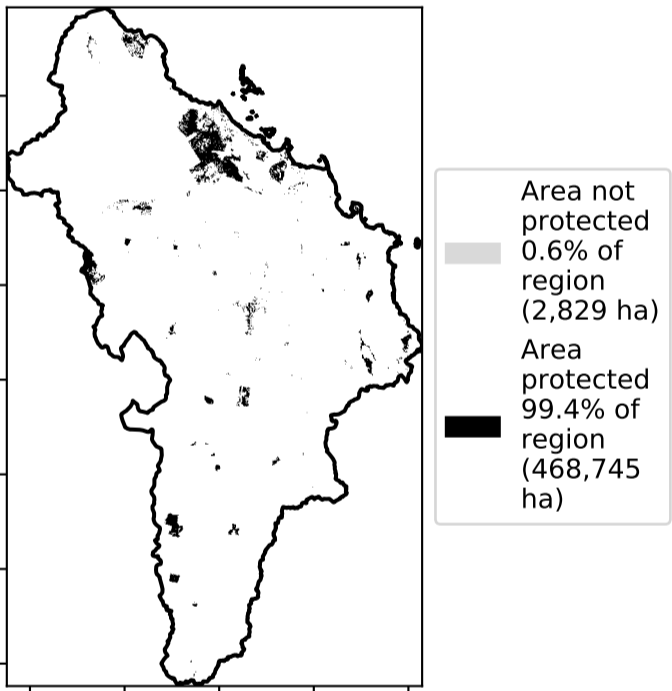 Area not
protected
0.6% of
region
(2,829 ha)
Area
protected
99.4% of
region
(468,745
ha)